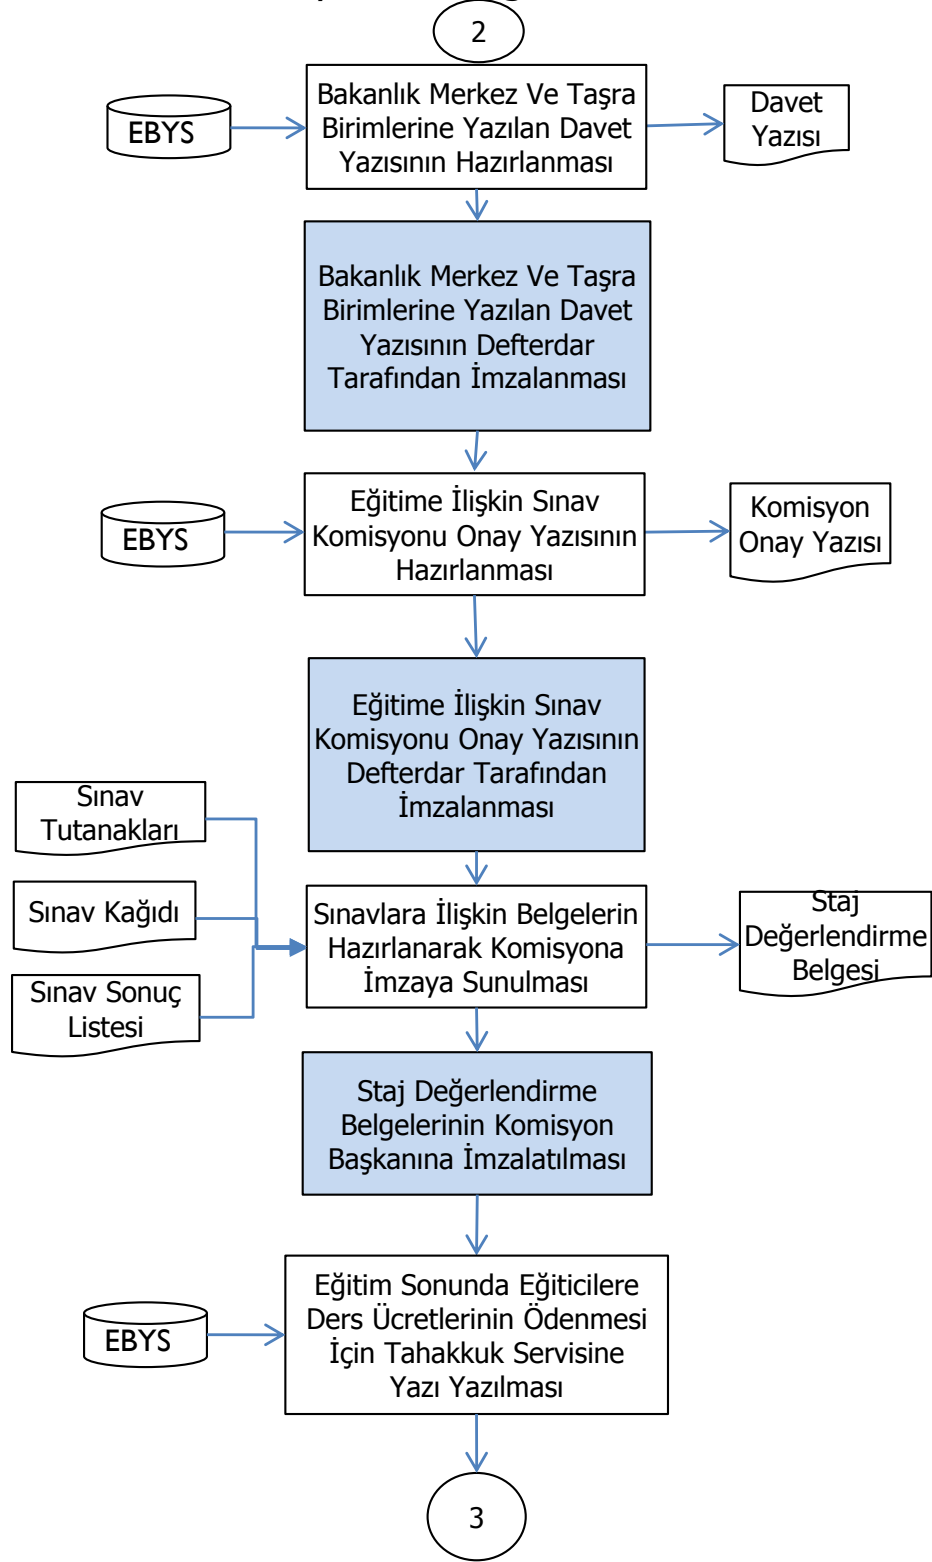 2
EBYS
Bakanlık Merkez Ve Taşra
Birimlerine Yazılan Davet
Yazısının Hazırlanması
Davet
Yazısı
Bakanlık Merkez Ve Taşra
Birimlerine Yazılan Davet
Yazısının Defterdar
Tarafından İmzalanması
EBYS
Eğitime İlişkin Sınav
Komisyonu Onay Yazısının
Hazırlanması
Komisyon
Onay Yazısı
Eğitime İlişkin Sınav
Komisyonu Onay Yazısının
Defterdar Tarafından
İmzalanması
Sınav
Tutanakları
Sınav Kağıdı
Sınav Sonuç
Listesi
Sınavlara İlişkin Belgelerin
Hazırlanarak Komisyona
İmzaya Sunulması
Staj
Değerlendirme
Belgesi
Staj Değerlendirme
Belgelerinin Komisyon
Başkanına İmzalatılması
EBYS
Eğitim Sonunda Eğiticilere
Ders Ücretlerinin Ödenmesi
İçin Tahakkuk Servisine
Yazı Yazılması
3